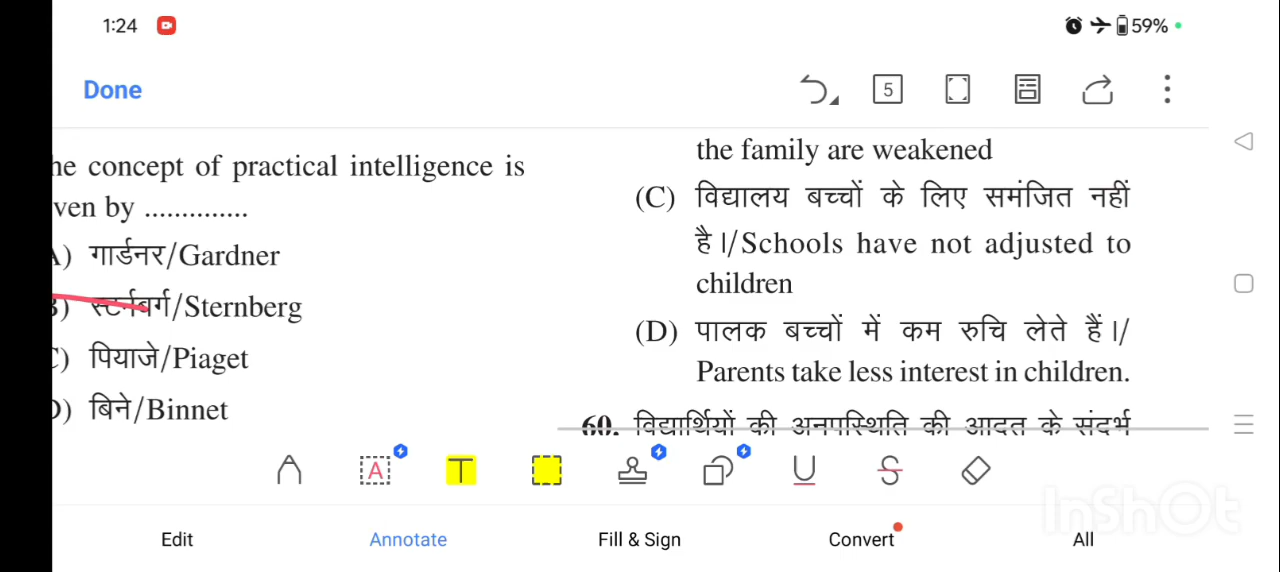 1:24
59%
Done
5
he concept of practical intelligence is
ven by ..............
) गार्डनर/Gardner
) स्टर्नबर्ग/Sternberg
) पियाजे/Piaget
) बिने/Binnet
the family are weakened
(C) विद्यालय बच्चों के लिए समंजित नहीं
है।/Schools have not adjusted to
children
(D) पालक बच्चों में कम रुचि लेते हैं।/
Parents take less interest in children.
60. विद्यार्थियों की अनुपस्थिति की आदत के संदर्भ
A
T
U
S
Edit
Annotate
Fill & Sign
Convert
All
InShOt